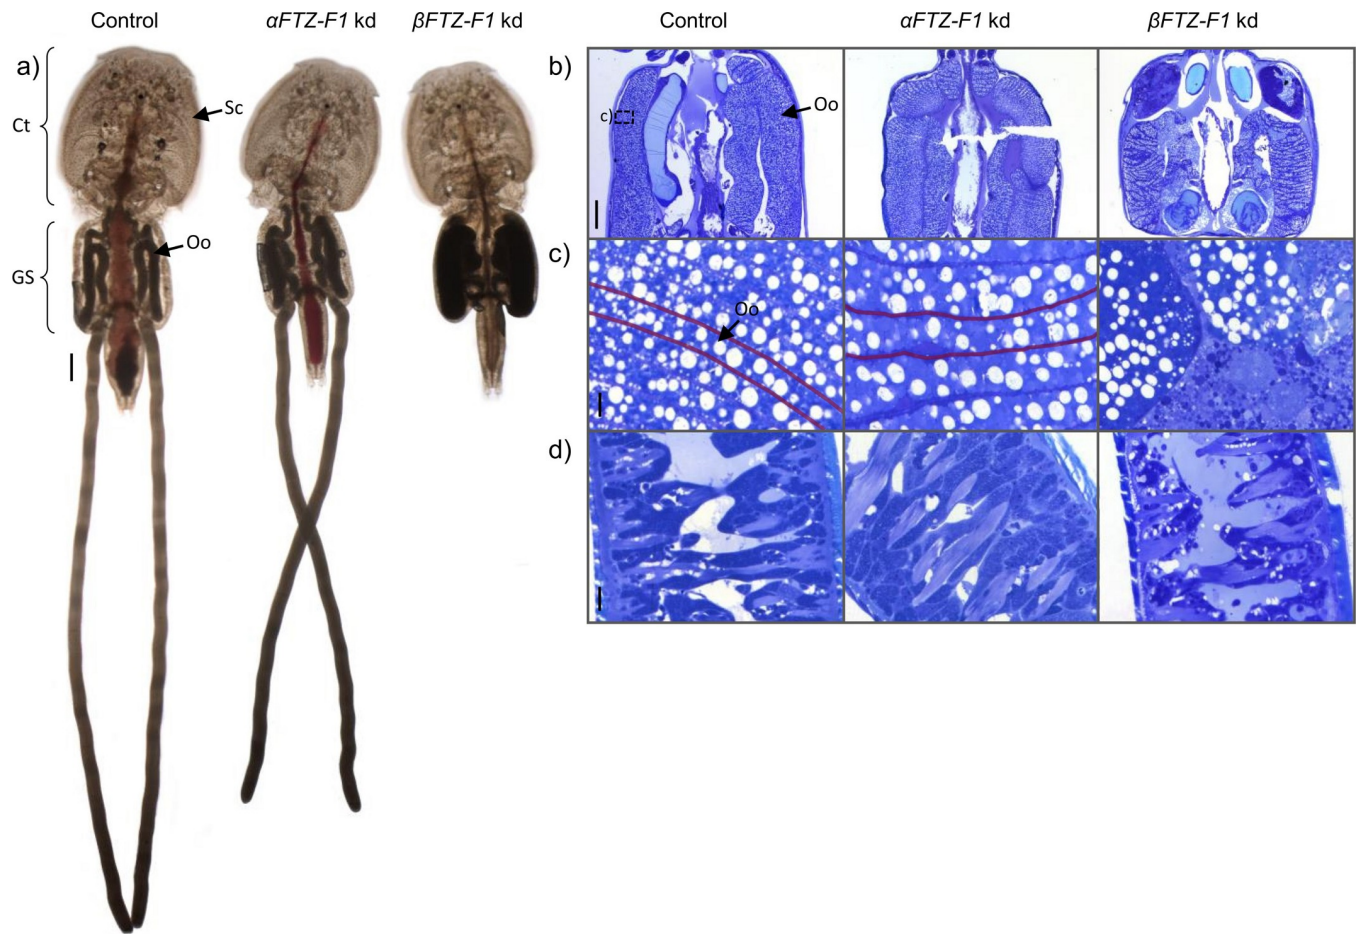 Control
αFTZ-F1 kd
βFTZ-F1 kd
Control
αFTZ-F1 kd
βFTZ-F1 kd
a)
Ct
Sc
GS
Oo
b)
c)
Oo
c)
Oo
d)